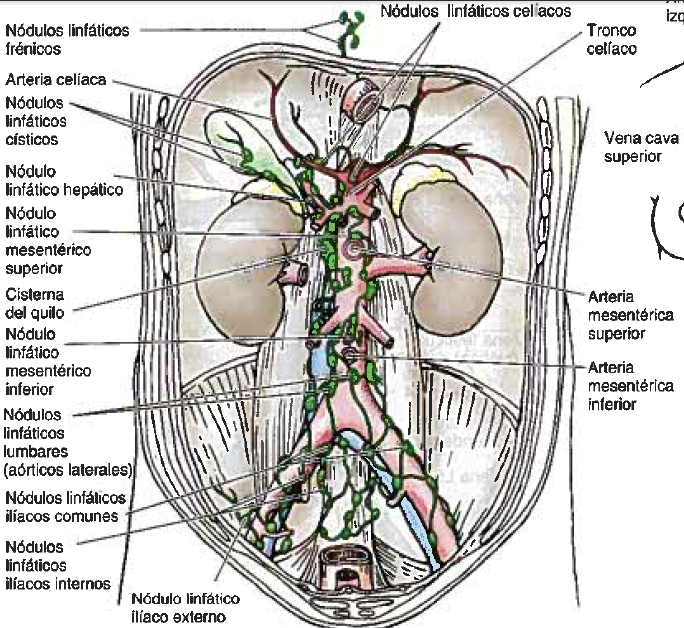 Nódulos linfáticos
frénicos
Arteria celíaca
Nódulos
linfáticos
císticos
Nódulo
linfático hepático
Nódulo
linfático
mesentérico
superior
Cisterna
del quilo
Nódulo
linfático
mesentérico
inferior
Nódulos
linfáticos
lumbares
(aórticos laterales)
Nódulos linfáticos
ilíacos comunes
Nódulos
linfáticos
ilíacos internos
Nódulo linfático
ilíaco externo
Nódulos linfáticos celíacos
Tronco
celíaco
izq
Vena cava
superior
Arteria
mesentérica
superior
Arteria
mesentérica
inferior